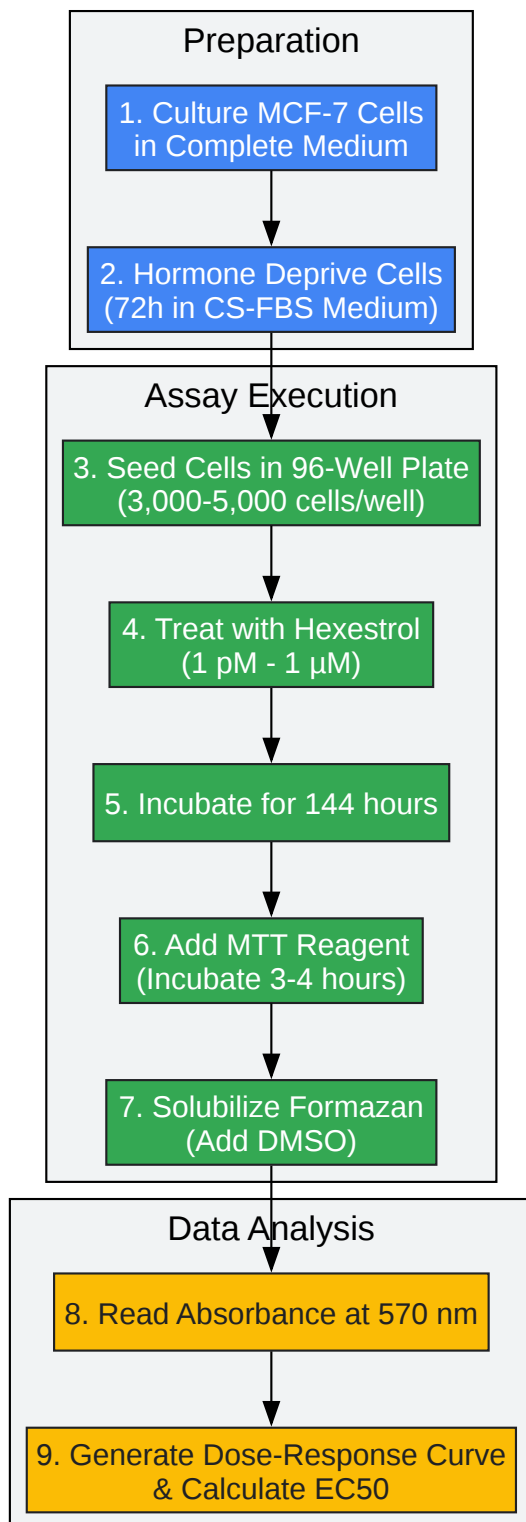 Preparation
1. Culture MCF-7 Cells
in Complete Medium
2. Hormone Deprive Cells
(72h in CS-FBS Medium)
Assay Execution
3. Seed Cells in 96-Well Plate
(3,000-5,000 cells/well)
4. Treat with Hexestrol
(1 pM - 1 µM)
5. Incubate for 144 hours
6. Add MTT Reagent
(Incubate 3-4 hours)
7. Solubilize Formazan
(Add DMSO)
Data Analysis
8. Read Absorbance at 570 nm
9. Generate Dose-Response Curve
& Calculate EC50